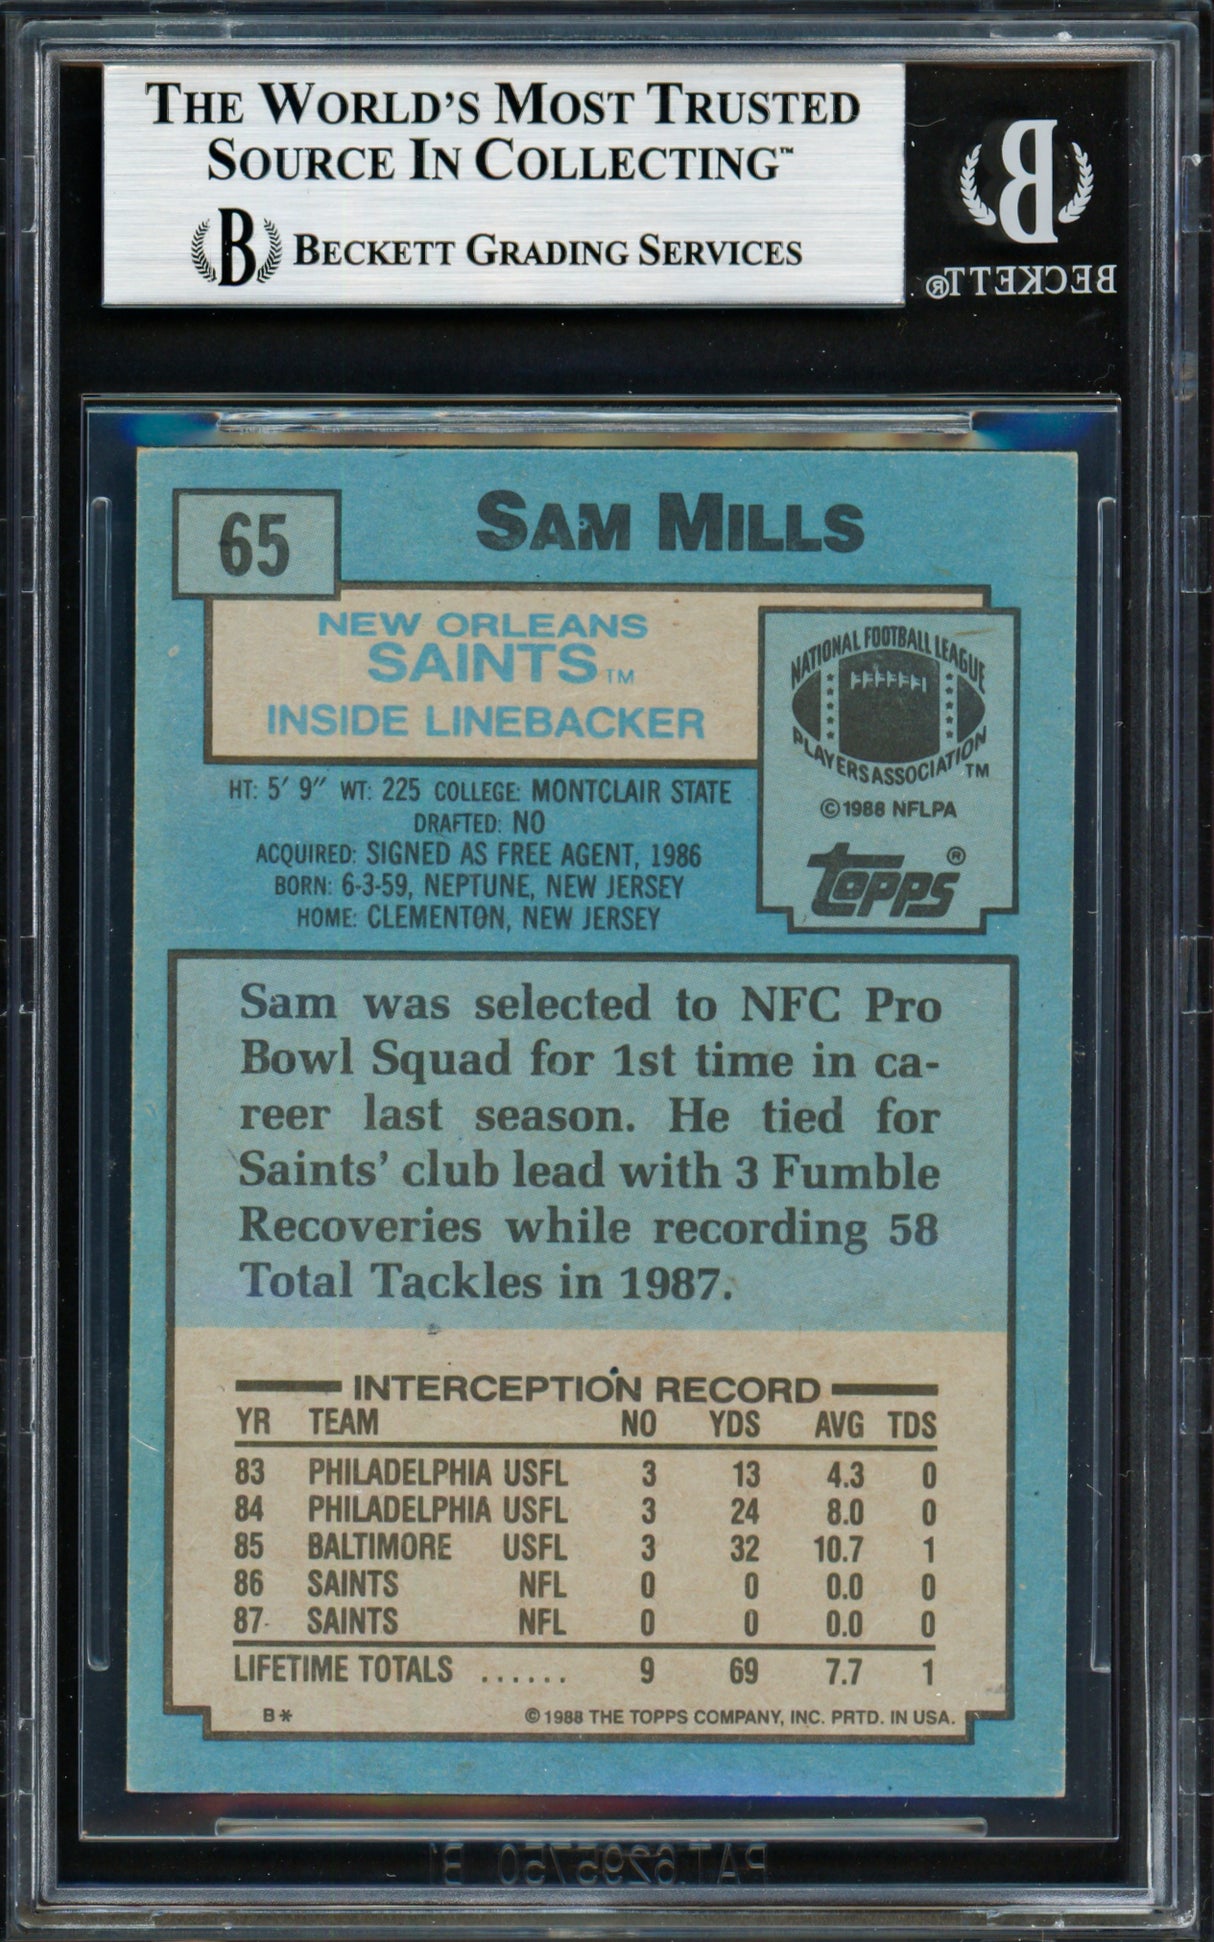 THE WORLD'S MOST TRUSTED
SOURCE IN COLLECTING™
B BECKETT GRADING SERVICES
B
BECKETT®
65
SAM MILLS
NEW ORLEANS
SAINTS TM
INSIDE LINEBACKER
NATIONAL FOOTBALL LEAGUE
PLAYERS ASSOCIATION TM
© 1988 NFLPA
topps®
HT: 5' 9" WT: 225 COLLEGE: MONTCLAIR STATE
DRAFTED: NO
ACQUIRED: SIGNED AS FREE AGENT, 1986
BORN: 6-3-59, NEPTUNE, NEW JERSEY
HOME: CLEMENTON, NEW JERSEY
Sam was selected to NFC Pro
Bowl Squad for 1st time in ca-
reer last season. He tied for
Saints' club lead with 3 Fumble
Recoveries while recording 58
Total Tackles in 1987.
INTERCEPTION RECORD
YR TEAM NO YDS AVG TDS
83 PHILADELPHIA USFL 3 13 4.3 0
84 PHILADELPHIA USFL 3 24 8.0 0
85 BALTIMORE USFL 3 32 10.7 1
86 SAINTS NFL 0 0 0.0 0
87 SAINTS NFL 0 0 0.0 0
LIFETIME TOTALS ...... 9 69 7.7 1
B* © 1988 THE TOPPS COMPANY, INC. PRTD. IN USA.
PAT.6295750 B1